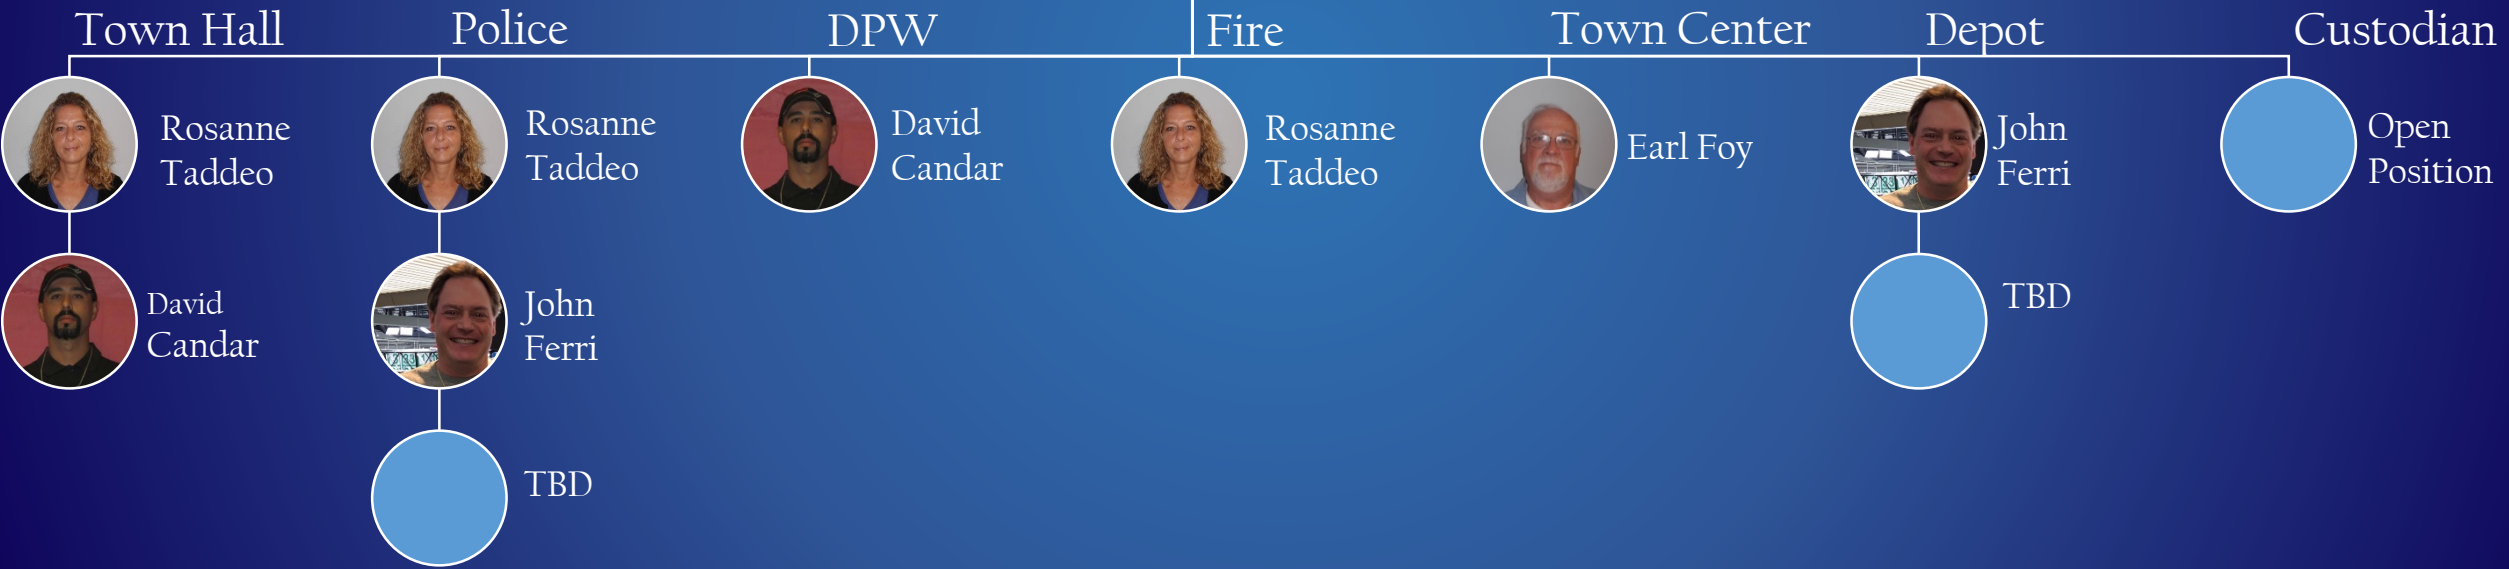 Town Hall
Police
DPW
Fire
Town Center
Depot
Custodian
Rosanne
Taddeo
Rosanne
Taddeo
David
Candar
Rosanne
Taddeo
Earl Foy
John
Ferri
Open
Position
David
Candar
John
Ferri
TBD
TBD